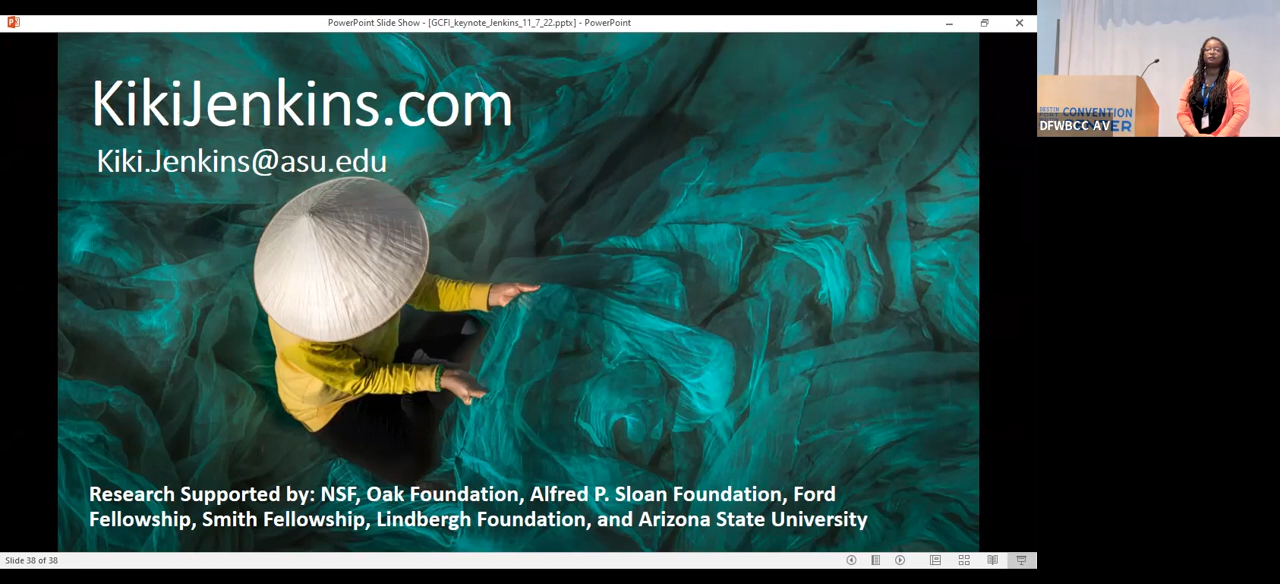 PowerPoint Slide Show - [GCFI_keynote_Jenkins_11_7_22.pptx] - PowerPoint
KikiJenkins.com
Kiki.Jenkins@asu.edu
Research Supported by: NSF, Oak Foundation, Alfred P. Sloan Foundation, Ford
Fellowship, Smith Fellowship, Lindbergh Foundation, and Arizona State University
Slide 38 of 38
DESTIN
FORT
CONVENTION
DFWBCC AV